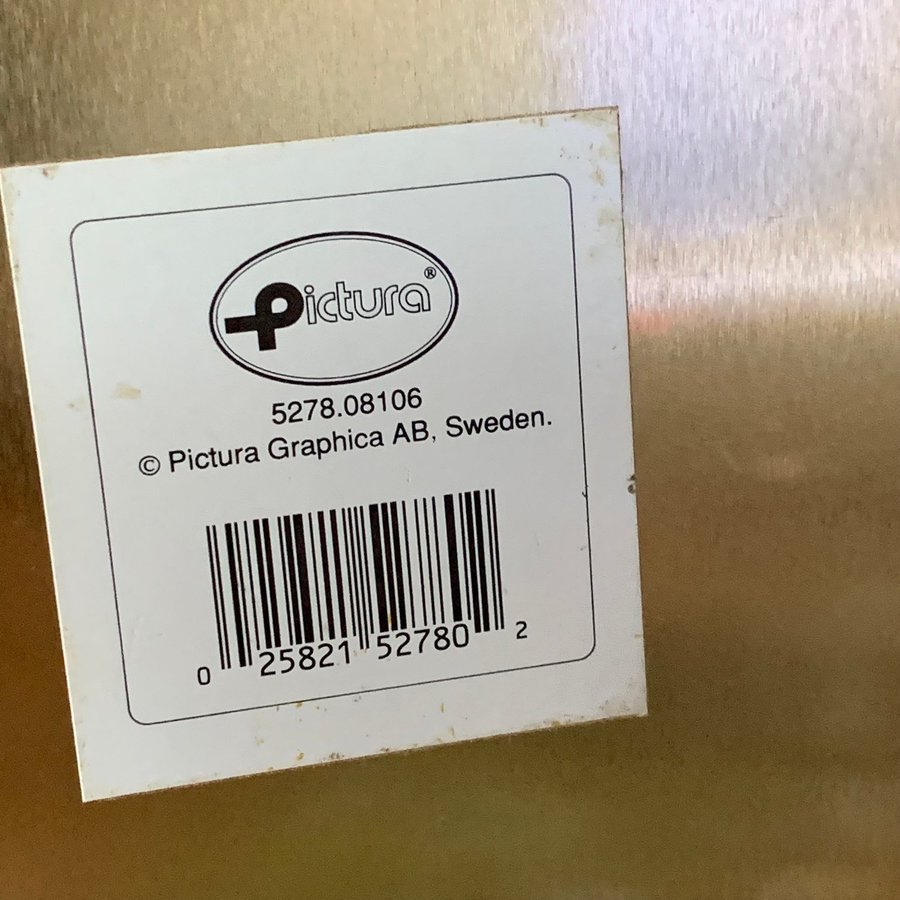 Pictura®
5278.08106
© Pictura Graphica AB, Sweden.
0 25821 52780 2